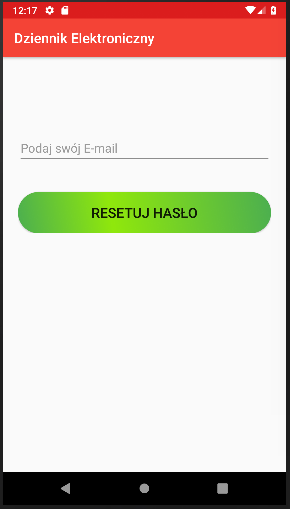 12:17
Dziennik Elektroniczny
Podaj swój E-mail
RESETUJ HASŁO